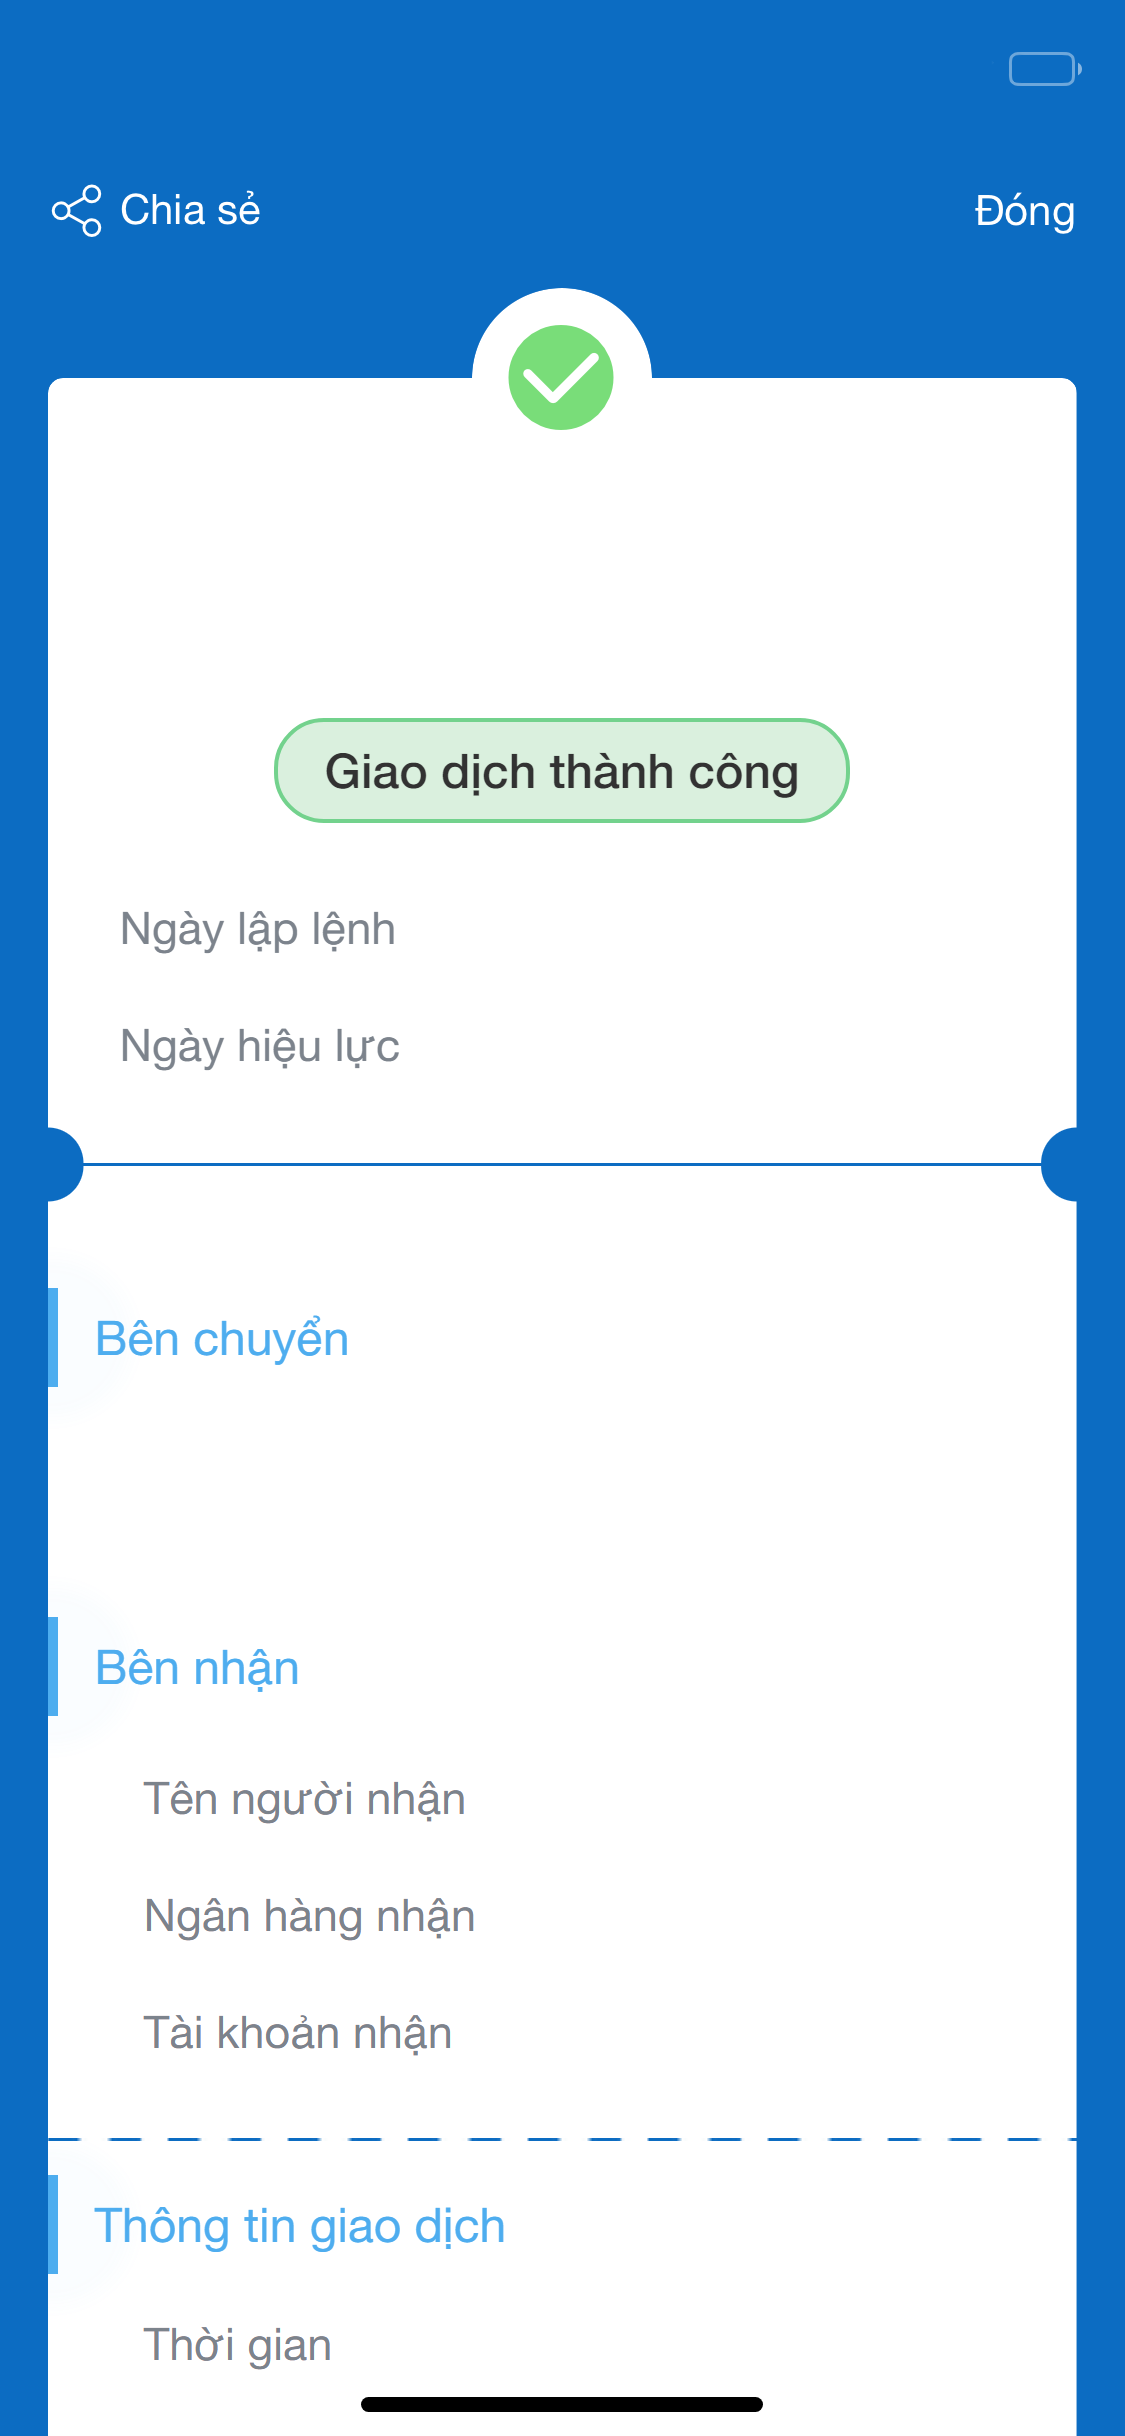 Chia sẻ
Đóng
Giao dịch thành công
Ngày lập lệnh
Ngày hiệu lực
Bên chuyển
Bên nhận
Tên người nhận
Ngân hàng nhận
Tài khoản nhận
Thông tin giao dịch
Thời gian